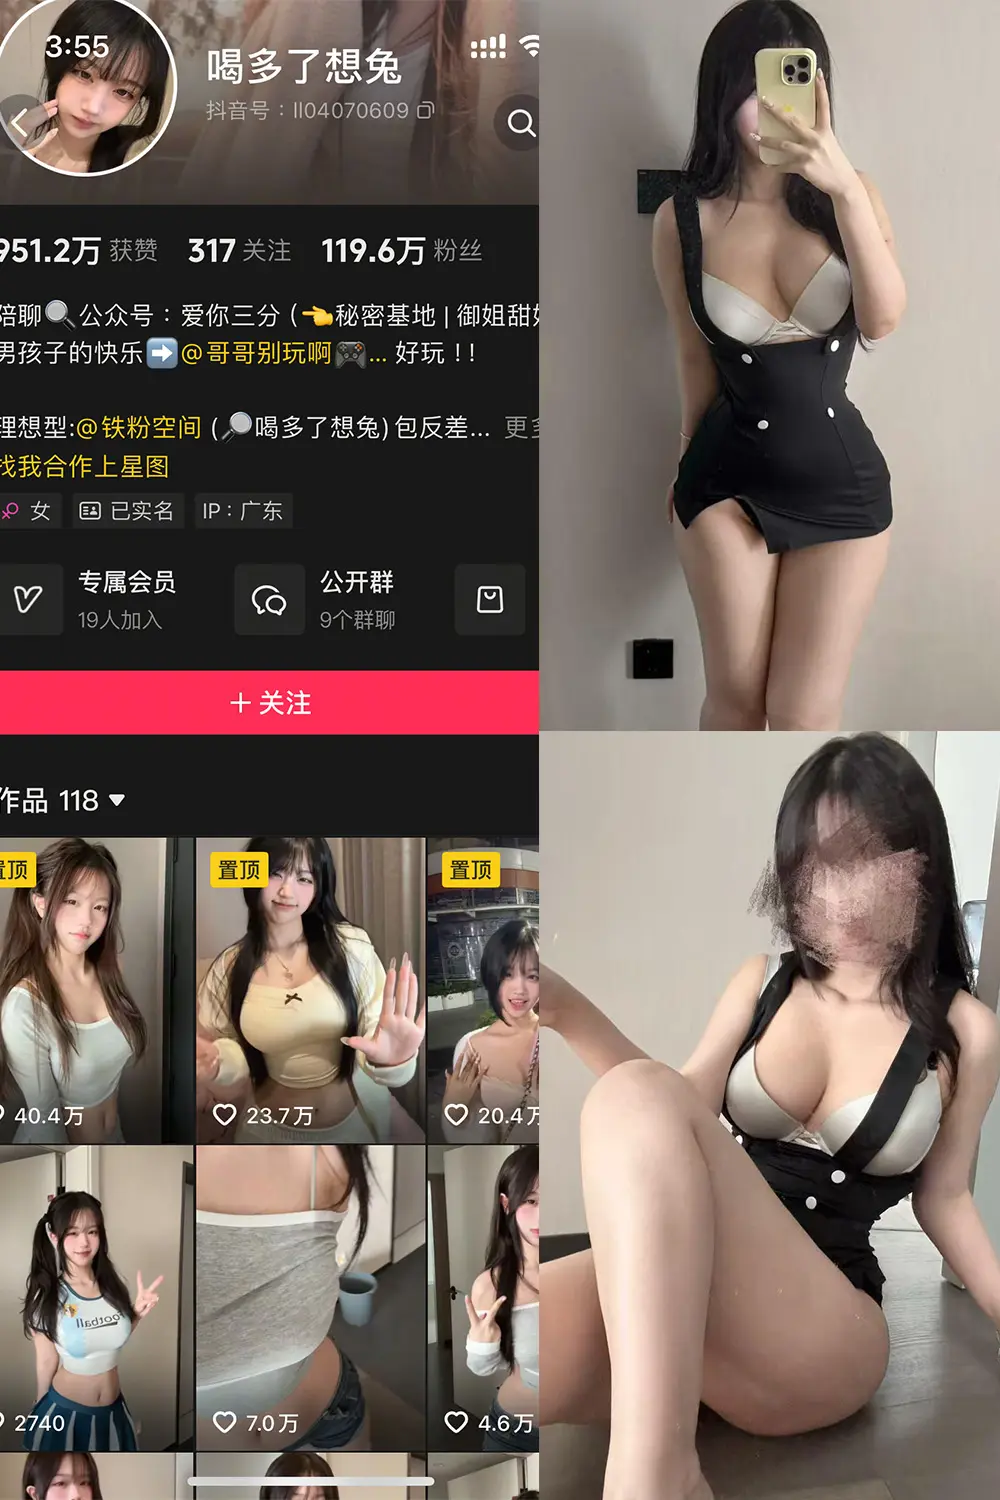 3:55
喝多了想兔
抖音号：ll04070609
951.2万 获赞 317 关注 119.6万 粉丝
陪聊🔍公众号：爱你三分 (👈秘密基地 | 御姐甜
男孩子的快乐➡️@哥哥别玩啊🎮... 好玩 ! !
理想型:@铁粉空间 (🔎喝多了想兔) 包反差... 更
找我合作上星图
女 已实名 IP：广东
专属会员 公开群
19人加入 9个群聊
+ 关注
作品 118
置顶 置顶 置顶
40.4万 23.7万 20.4万
football
2740 7.0万 4.6万